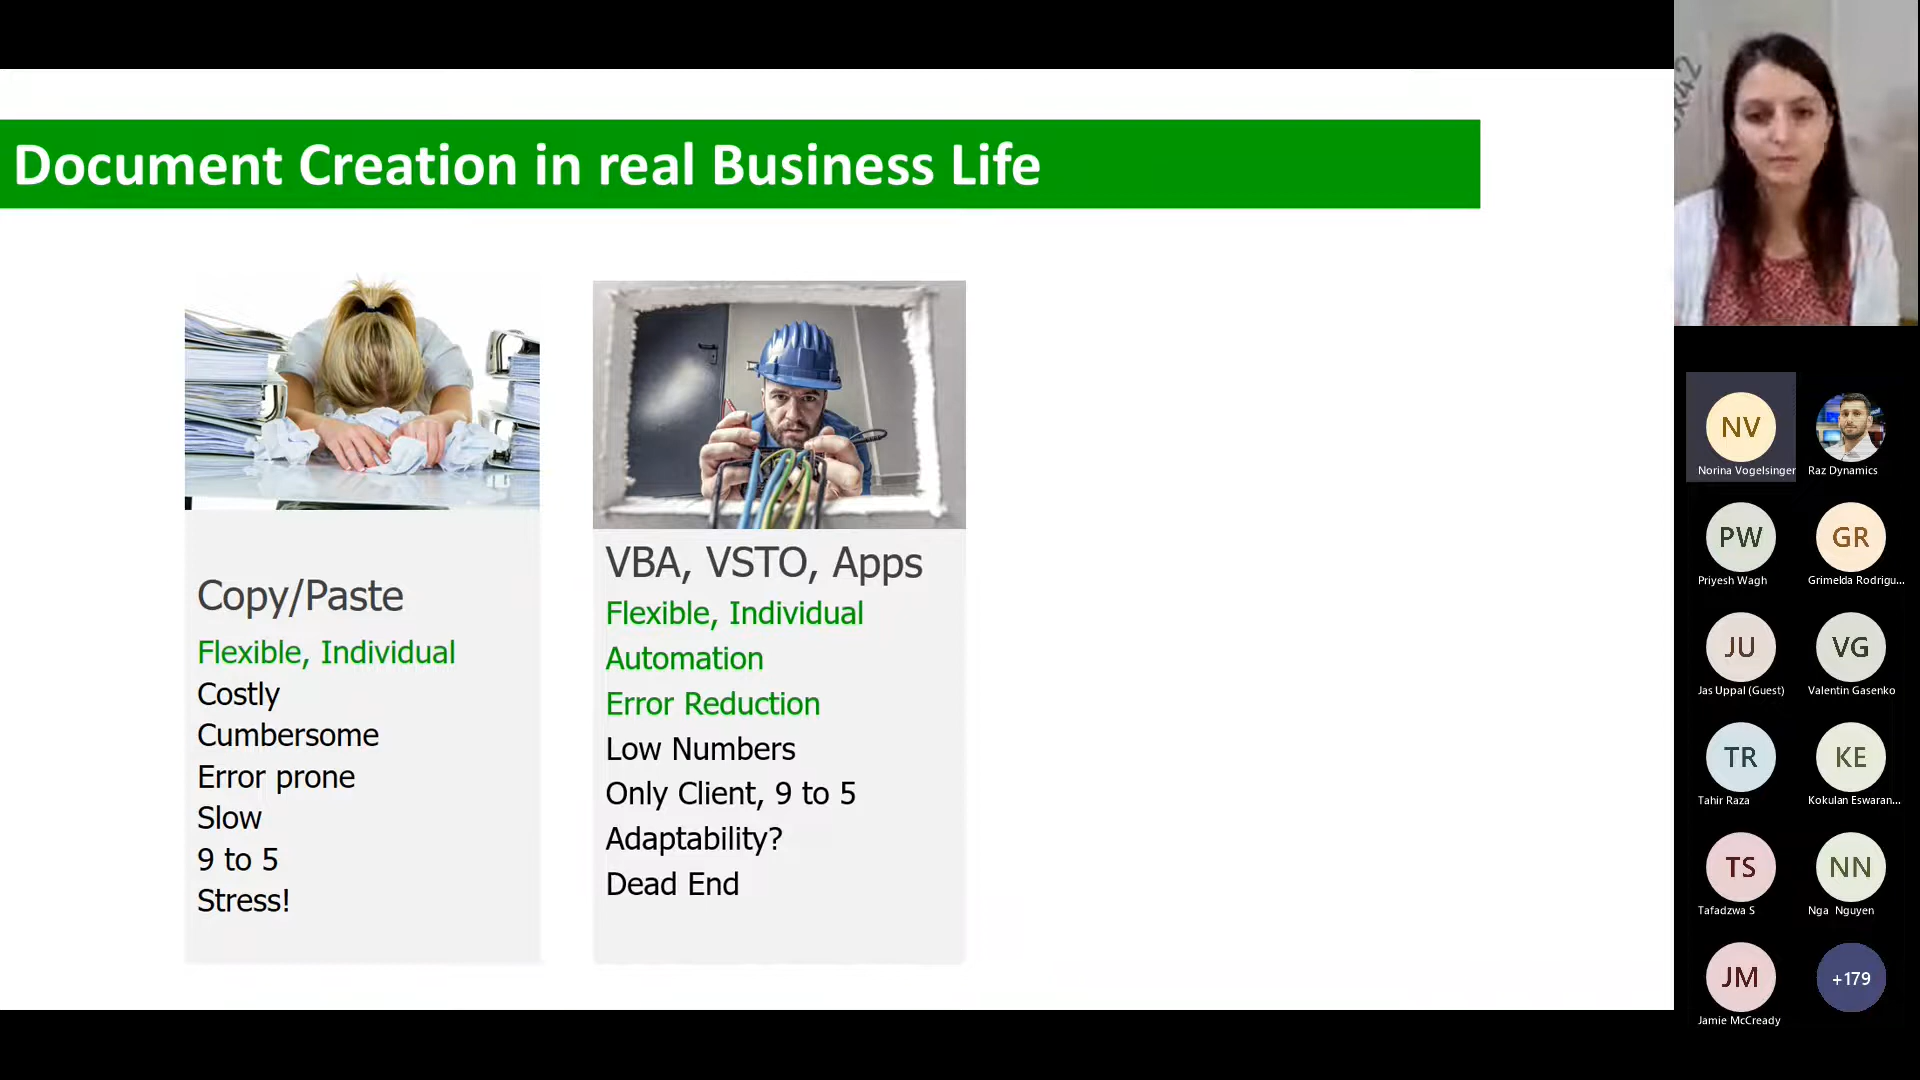 Document Creation in real Business Life
Copy/Paste
Flexible, Individual
Costly
Cumbersome
Error prone
Slow
9 to 5
Stress!
VBA, VSTO, Apps
Flexible, Individual
Automation
Error Reduction
Low Numbers
Only Client, 9 to 5
Adaptability?
Dead End
NV
Norina Vogelsinger
Raz Dynamics
PW
Priyesh Wagh
GR
Grimelda Rodrigu...
JU
Jas Uppal (Guest)
VG
Valentin Gasenko
TR
Tahir Raza
KE
Kokulan Eswaran...
TS
Tafadzwa S
NN
Nga Nguyen
JM
Jamie McCready
+179